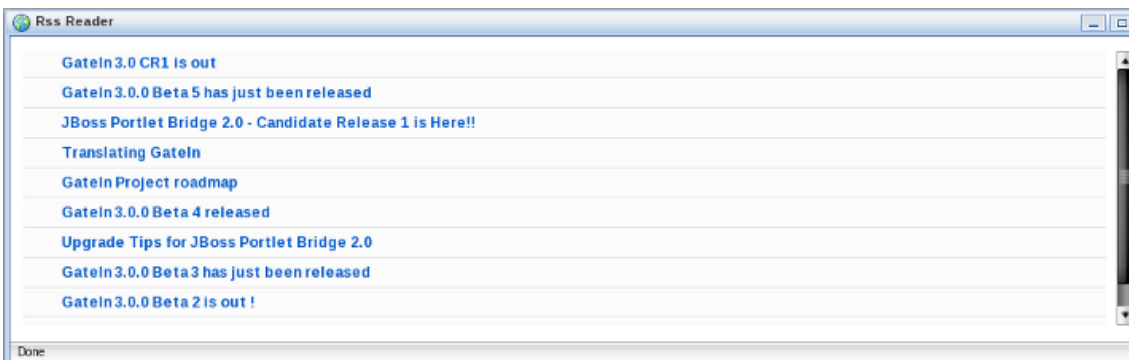 Rss Reader
GateIn 3.0 CR1 is out
GateIn 3.0.0 Beta 5 has just been released
JBoss Portlet Bridge 2.0 - Candidate Release 1 is Here!!
Translating GateIn
GateIn Project roadmap
GateIn 3.0.0 Beta 4 released
Upgrade Tips for JBoss Portlet Bridge 2.0
GateIn 3.0.0 Beta 3 has just been released
GateIn 3.0.0 Beta 2 is out !
Done